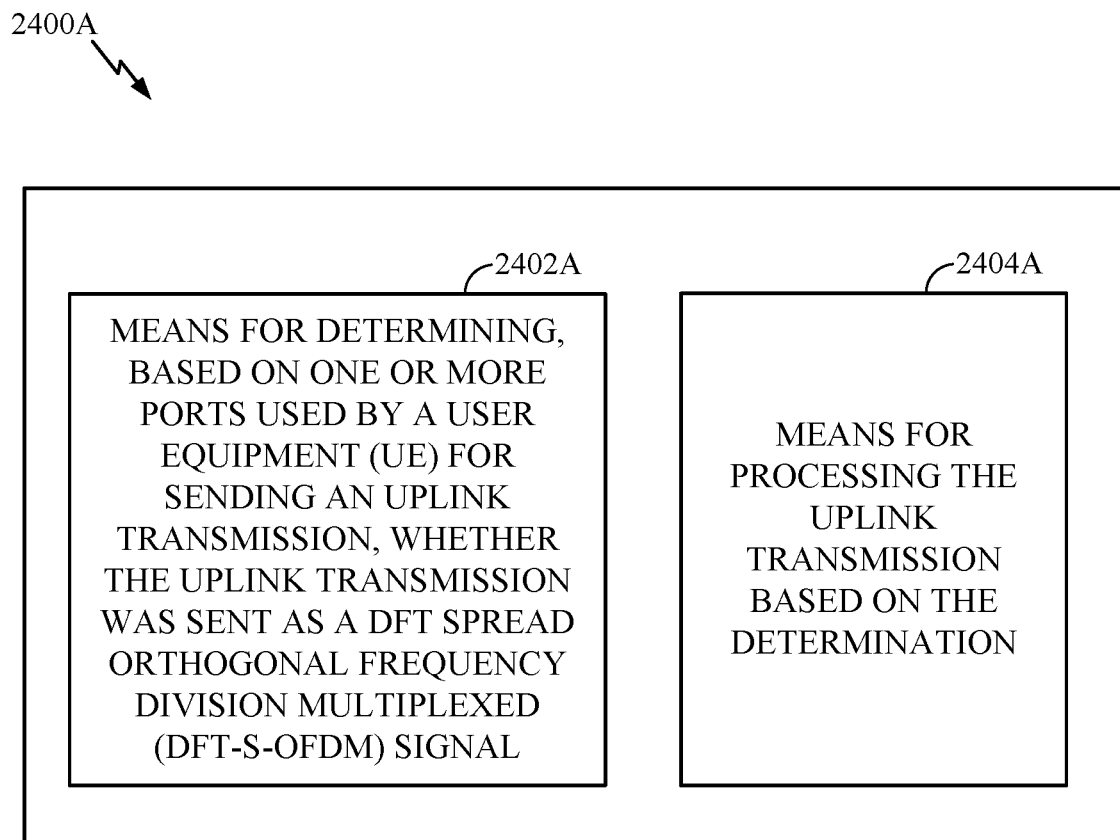 2400A
2402A
MEANS FOR DETERMINING,
BASED ON ONE OR MORE
PORTS USED BY A USER
EQUIPMENT (UE) FOR
SENDING AN UPLINK
TRANSMISSION, WHETHER
THE UPLINK TRANSMISSION
WAS SENT AS A DFT SPREAD
ORTHOGONAL FREQUENCY
DIVISION MULTIPLEXED
(DFT-S-OFDM) SIGNAL
2404A
MEANS FOR
PROCESSING THE
UPLINK
TRANSMISSION
BASED ON THE
DETERMINATION